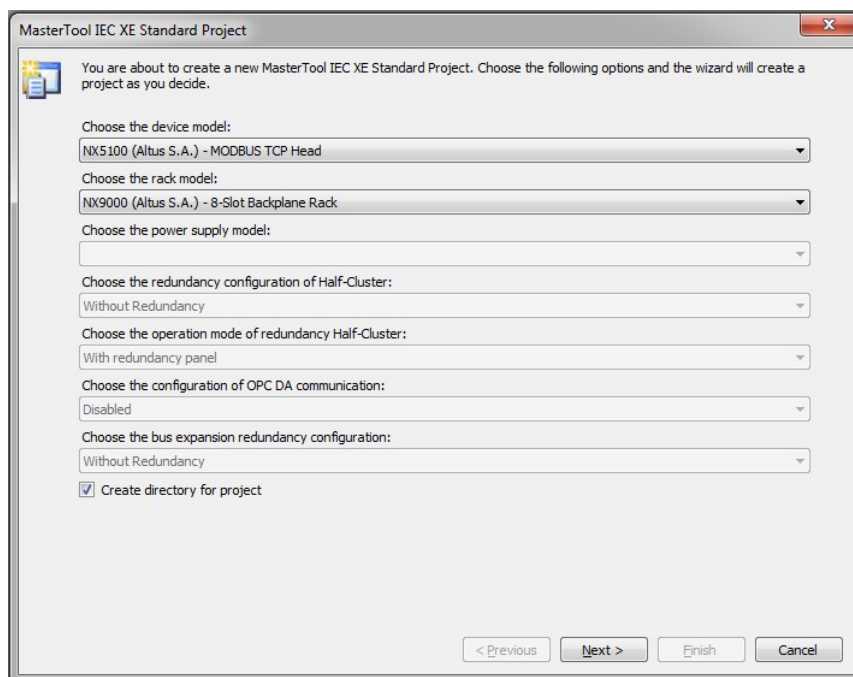 MasterTool IEC XE Standard Project
You are about to create a new MasterTool IEC XE Standard Project. Choose the following options and the wizard will create a
project as you decide.
Choose the device model:
NX5100 (Altus S.A.) - MODBUS TCP Head
Choose the rack model:
NX9000 (Altus S.A.) - 8-Slot Backplane Rack
Choose the power supply model:
Choose the redundancy configuration of Half-Cluster:
Without Redundancy
Choose the operation mode of redundancy Half-Cluster:
With redundancy panel
Choose the configuration of OPC DA communication:
Disabled
Choose the bus expansion redundancy configuration:
Without Redundancy
Create directory for project
< Previous Next > Finish Cancel